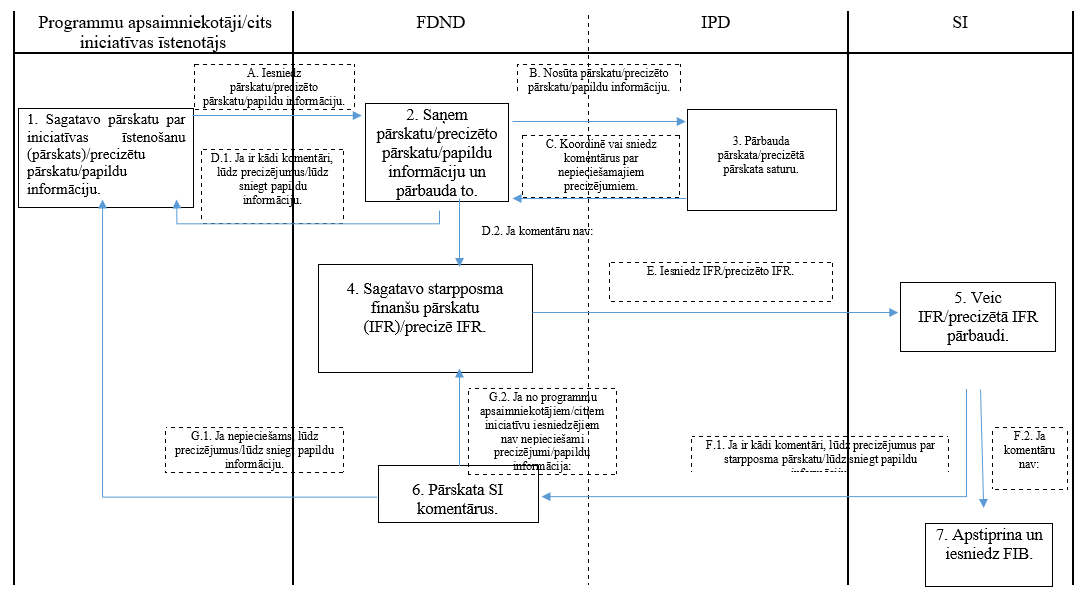 Programmu apsaimniekotāji/cits
iniciatīvas īstenotājs
FDND
IPD
SI
A. Iesniedz
pārskatu/precizēto
pārskatu/papildu informāciju.
B. Nosūta pārskatu/precizēto
pārskatu/papildu informāciju.
1. Sagatavo pārskatu par
iniciatīvas īstenošanu
(pārskats)/precizētu
pārskatu/papildu
informāciju.
2. Saņem
pārskatu/precizēto
pārskatu/papildu
informāciju un
pārbauda to.
3. Pārbauda
pārskata/precizētā
pārskata saturu.
C. Koordinē vai sniedz
komentārus par
nepieciešamajiem
precizējumiem.
D.1. Ja ir kādi komentāri,
lūdz precizējumus/lūdz
sniegt papildu
informāciju.
D.2. Ja komentāru nav:
E. Iesniedz IFR/precizēto IFR.
4. Sagatavo starpposma
finanšu pārskatu
(IFR)/precizē IFR.
5. Veic
IFR/precizētā IFR
pārbaudi.
G.2. Ja no programmu
apsaimniekotājiem/citiem
iniciatīvu iesniedzējiem
nav nepieciešami
precizējumi/papildu
informācija:
G.1. Ja nepieciešams, lūdz
precizējumus/lūdz sniegt papildu
informāciju.
F.1. Ja ir kādi komentāri, lūdz precizējumus par
starpposma pārskatu/lūdz sniegt papildu
informāciju.
F.2. Ja
komentāru
nav:
6. Pārskata SI
komentārus.
7. Apstiprina un
iesniedz FIB.